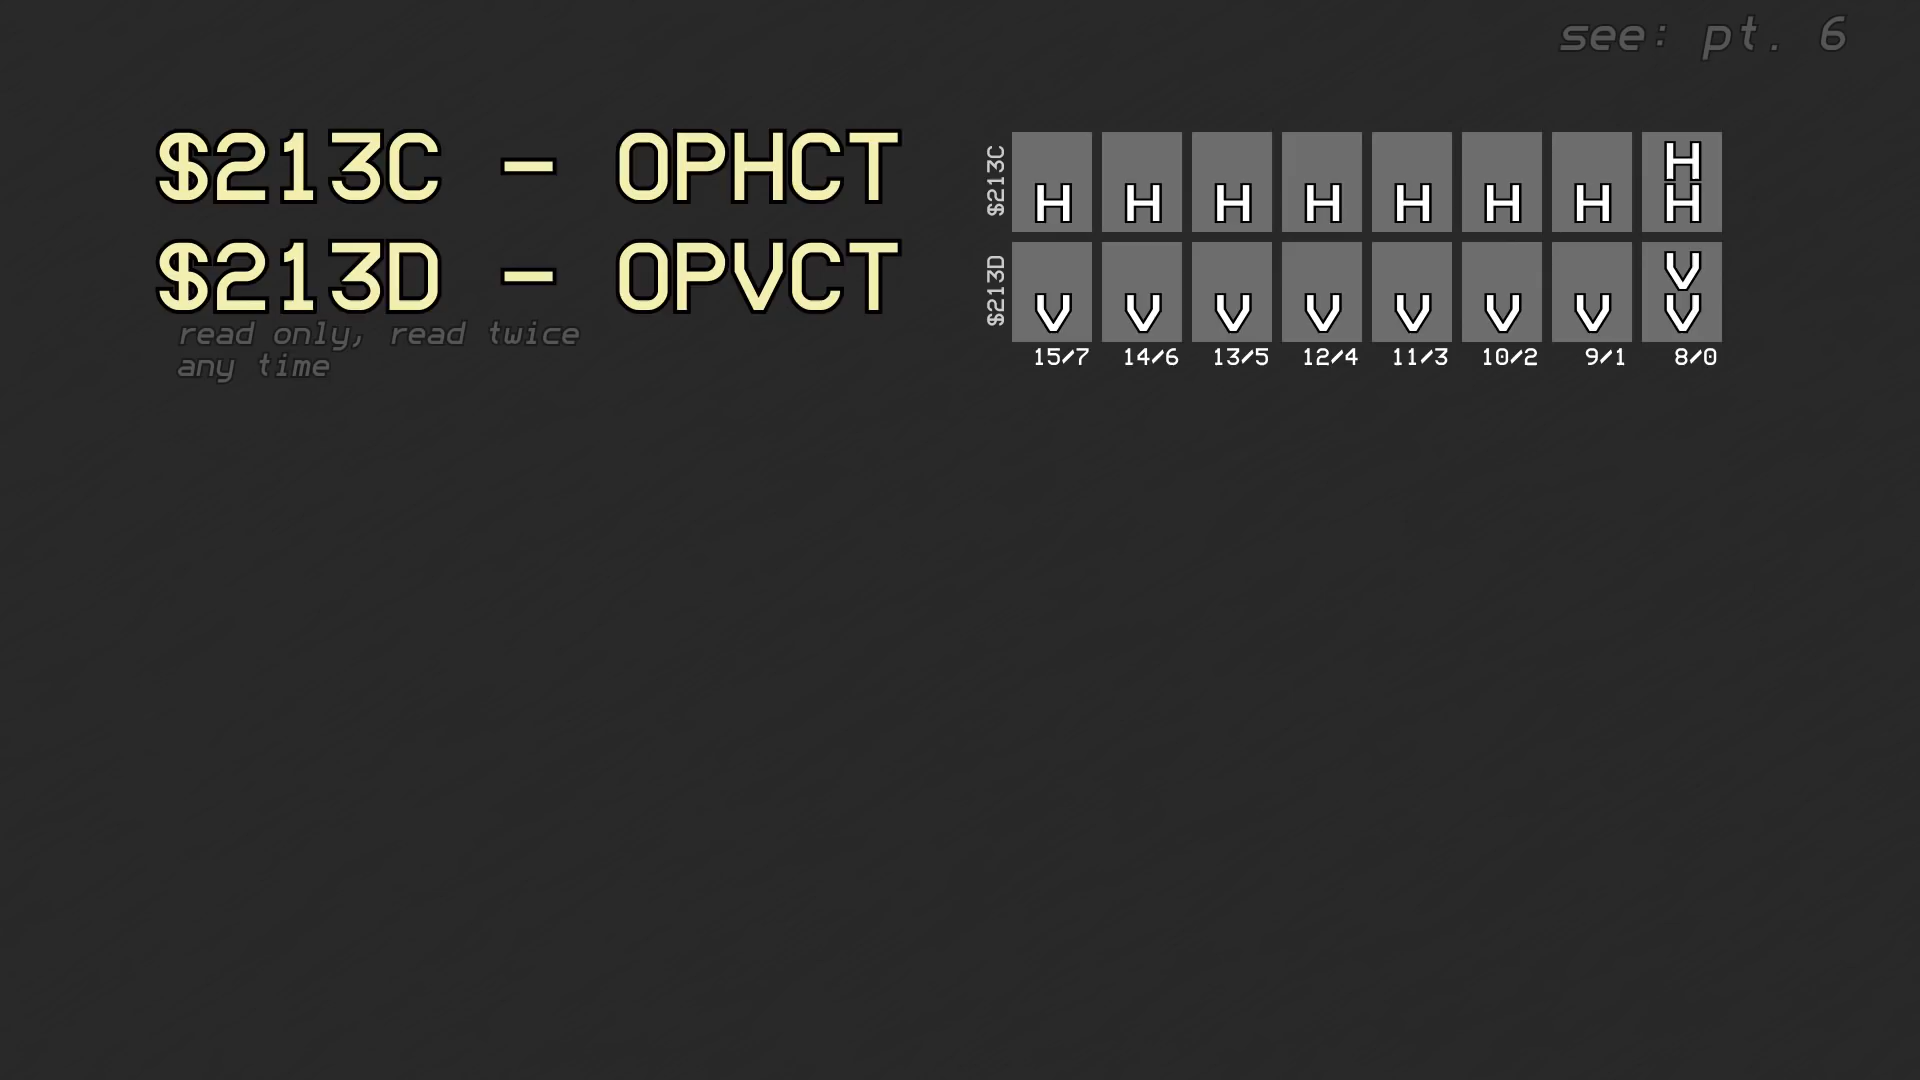 see: pt. 6
$213C - OPHCT
$213D - OPVCT
read only, read twice
any time
$213C
H
H H H H H H H H
$213D
V
V V V V V V V V
15/7 14/6 13/5 12/4 11/3 10/2 9/1 8/0